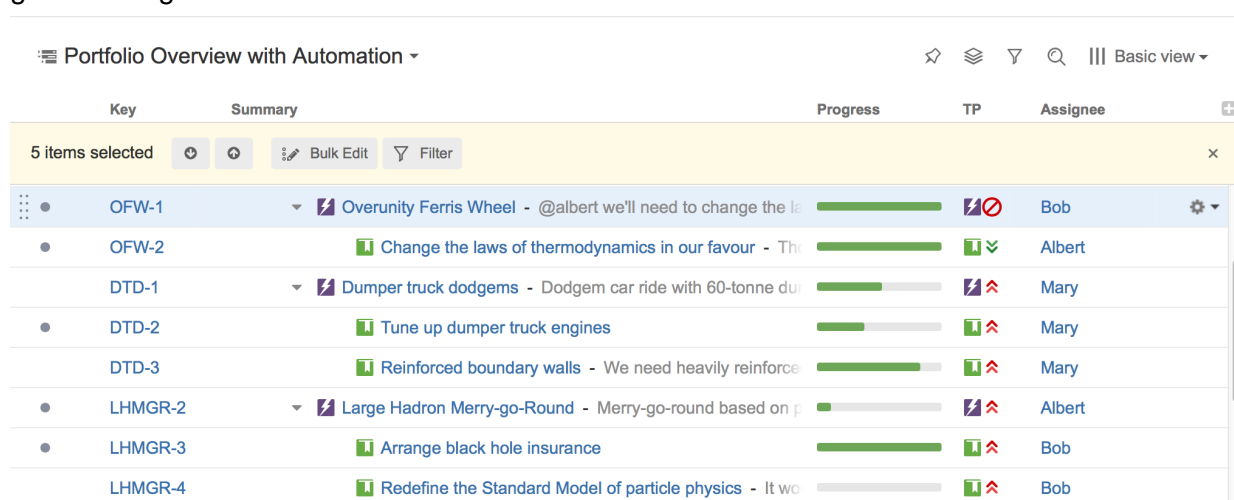 Portfolio Overview with Automation
Basic view
Key Summary Progress TP Assignee
5 items selected Bulk Edit Filter
OFW-1 Overunity Ferris Wheel - @albert we'll need to change the la Bob
OFW-2 Change the laws of thermodynamics in our favour - Tho Albert
DTD-1 Dumper truck dodgems - Dodgem car ride with 60-tonne du Mary
DTD-2 Tune up dumper truck engines Mary
DTD-3 Reinforced boundary walls - We need heavily reinforce Mary
LHMGR-2 Large Hadron Merry-go-Round - Merry-go-round based on p Albert
LHMGR-3 Arrange black hole insurance Bob
LHMGR-4 Redefine the Standard Model of particle physics - It wo Bob